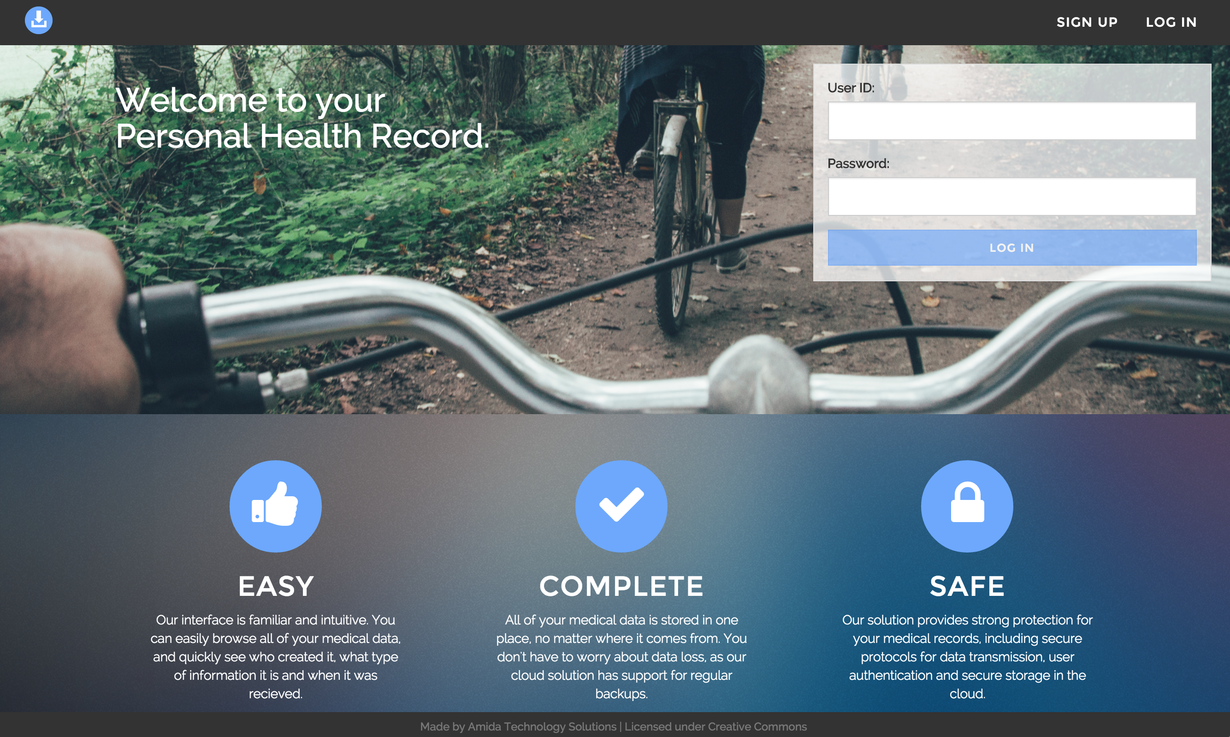 SIGN UP
LOG IN
Welcome to your
Personal Health Record.
User ID:
Password:
LOG IN
EASY
Our interface is familiar and intuitive. You
can easily browse all of your medical data,
and quickly see who created it, what type
of information it is and when it was
recieved.
COMPLETE
All of your medical data is stored in one
place, no matter where it comes from. You
don't have to worry about data loss, as our
cloud solution has support for regular
backups.
SAFE
Our solution provides strong protection for
your medical records, including secure
protocols for data transmission, user
authentication and secure storage in the
cloud.
Made by Amida Technology Solutions | Licensed under Creative Commons